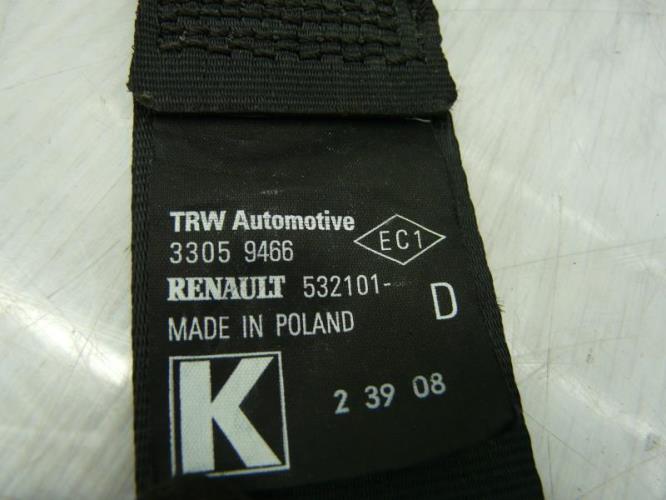 TRW Automotive
3305 9466
EC1
RENAULT 532101-
D
MADE IN POLAND
K
2 39 08